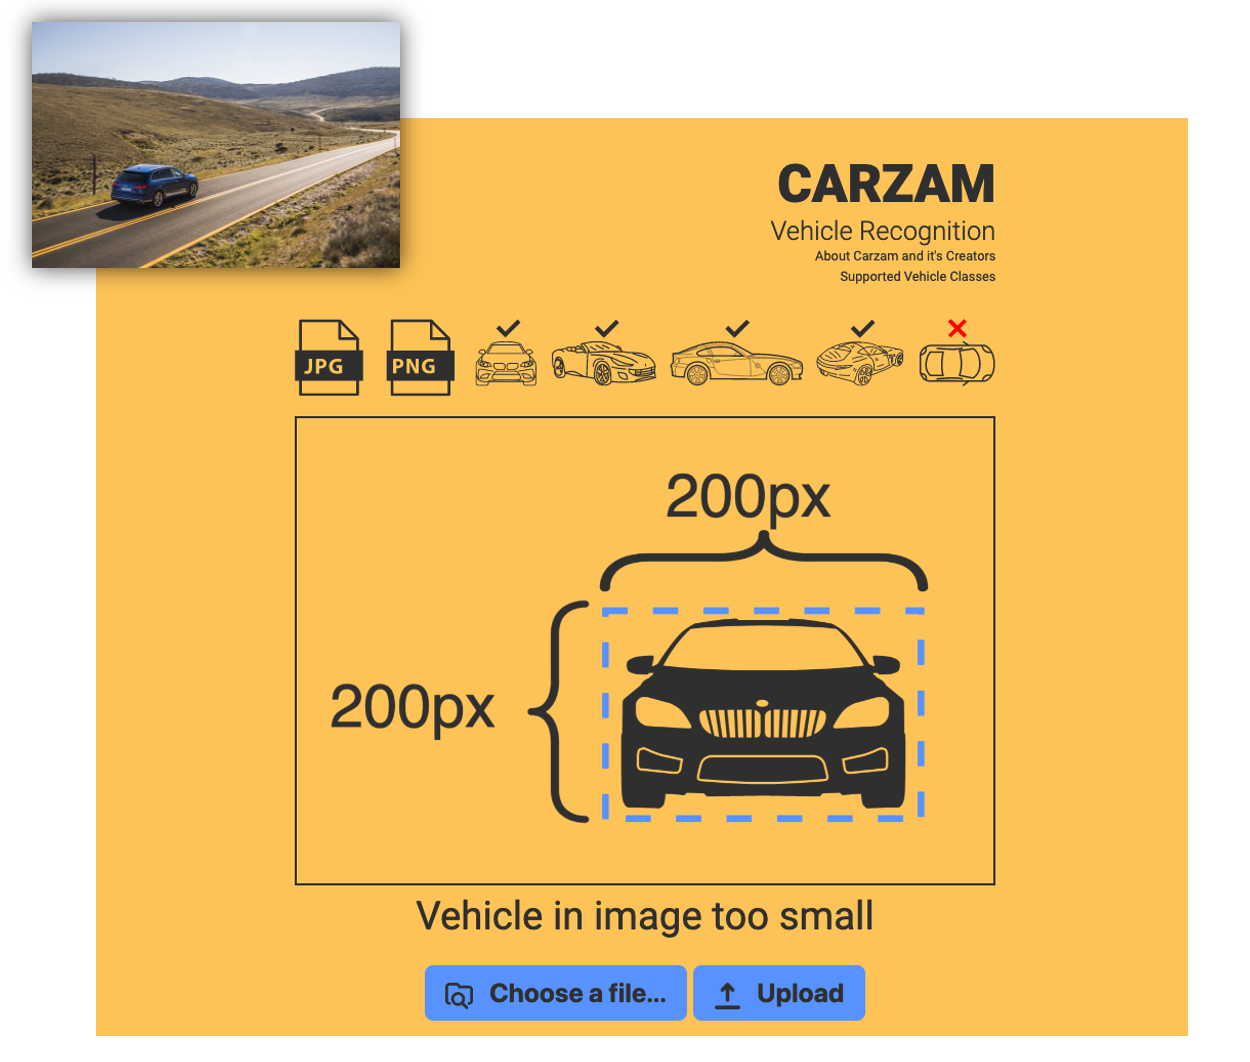 CARZAM
Vehicle Recognition
About Carzam and it's Creators
Supported Vehicle Classes
JPG PNG
200px
200px
Vehicle in image too small
Choose a file... Upload